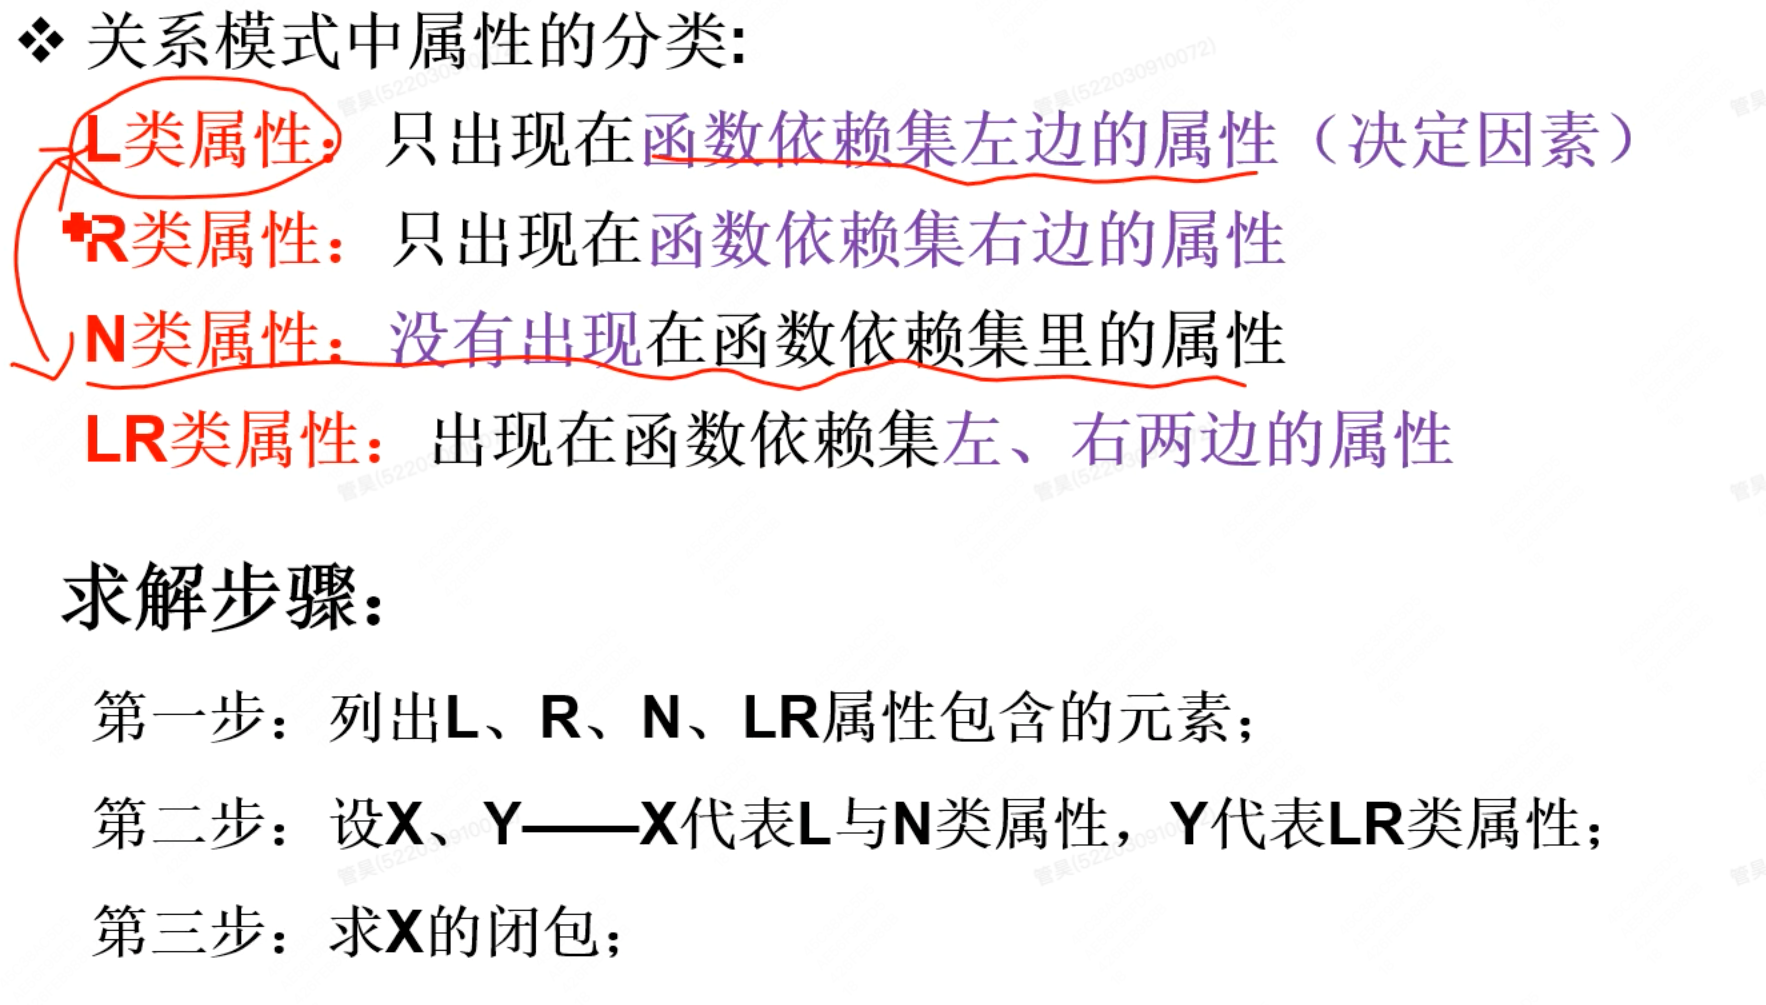 ❖ 关系模式中属性的分类:
L类属性：只出现在函数依赖集左边的属性（决定因素）
R类属性：只出现在函数依赖集右边的属性
N类属性：没有出现在函数依赖集里的属性
LR类属性：出现在函数依赖集左、右两边的属性
求解步骤：
第一步：列出L、R、N、LR属性包含的元素；
第二步：设X、Y——X代表L与N类属性，Y代表LR类属性；
第三步：求X的闭包；